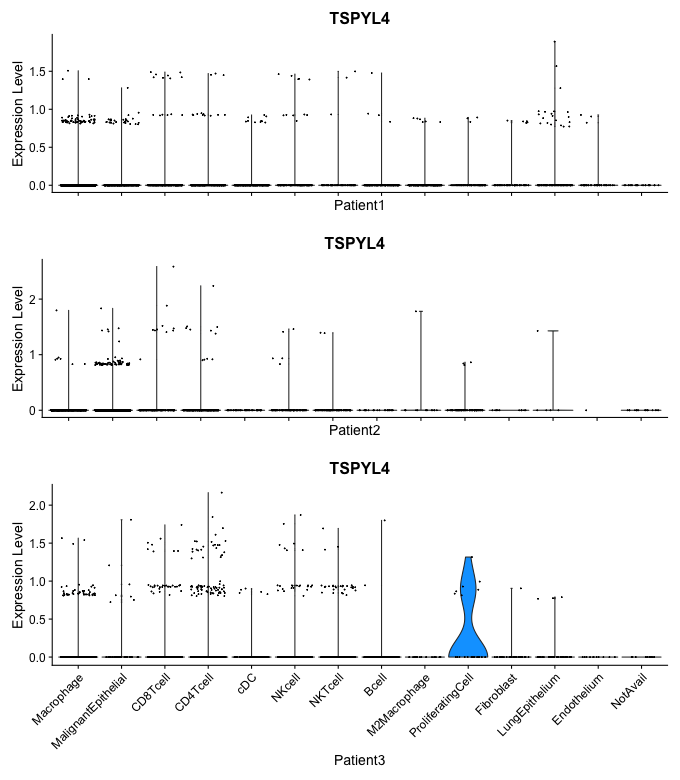 TSPYL4
Expression Level
1.5
1.0
0.5
0.0
Patient1
TSPYL4
Expression Level
2
1
0
Patient2
TSPYL4
Expression Level
2.0
1.5
1.0
0.5
0.0
Macrophage
MalignantEpithelial
CD8Tcell
CD4Tcell
cDC
NKcell
NKTcell
Bcell
M2Macrophage
ProliferatingCell
Fibroblast
LungEpithelium
Endothelium
NotAvail
Patient3